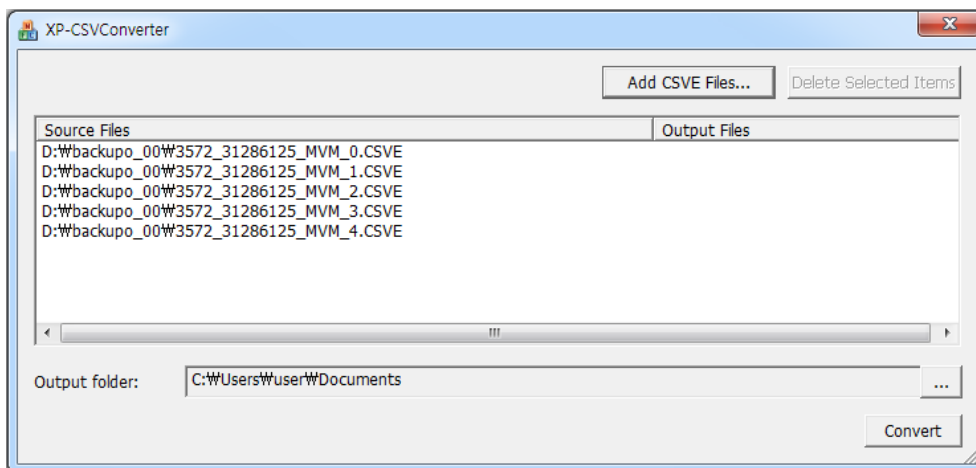 XP-CSVConverter
Add CSVE Files...
Delete Selected Items
Source Files Output Files
D:₩backupo_00₩3572_31286125_MVM_0.CSVE
D:₩backupo_00₩3572_31286125_MVM_1.CSVE
D:₩backupo_00₩3572_31286125_MVM_2.CSVE
D:₩backupo_00₩3572_31286125_MVM_3.CSVE
D:₩backupo_00₩3572_31286125_MVM_4.CSVE
Output folder: C:₩Users₩user₩Documents ...
Convert